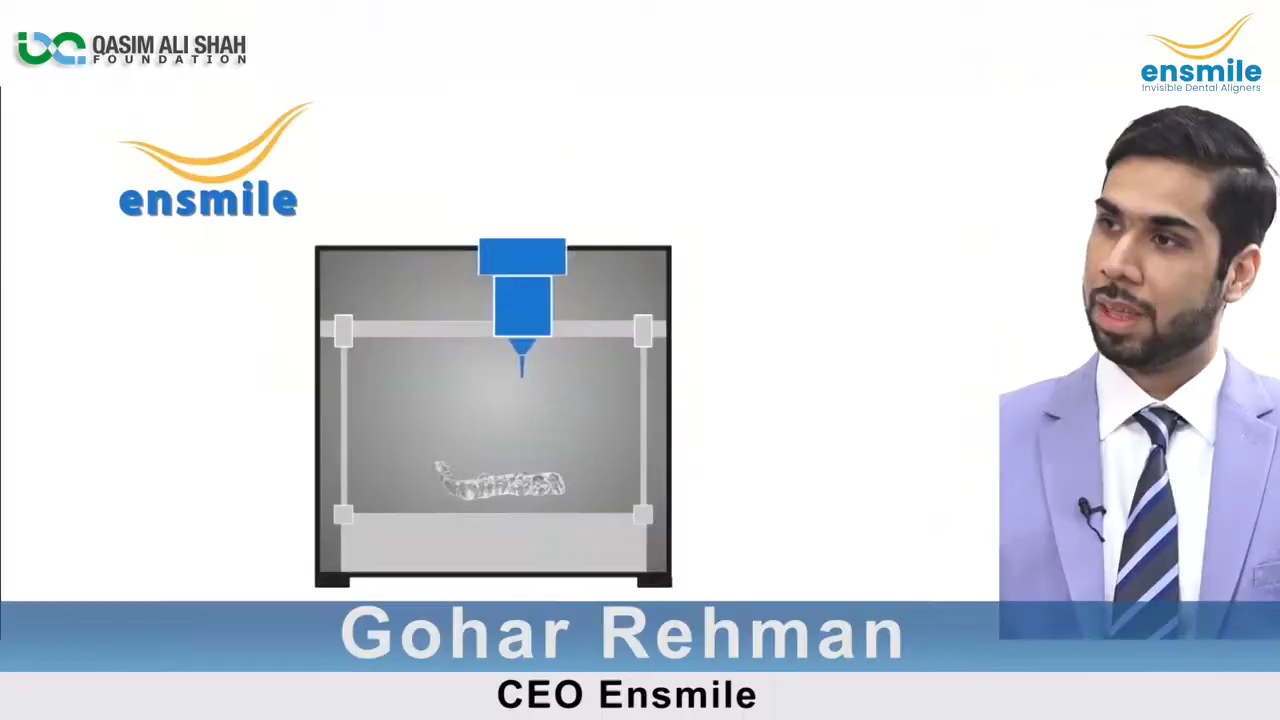 QASIM ALI SHAH
FOUNDATION
ensmile
Invisible Dental Aligners
ensmile
Gohar Rehman
CEO Ensmile